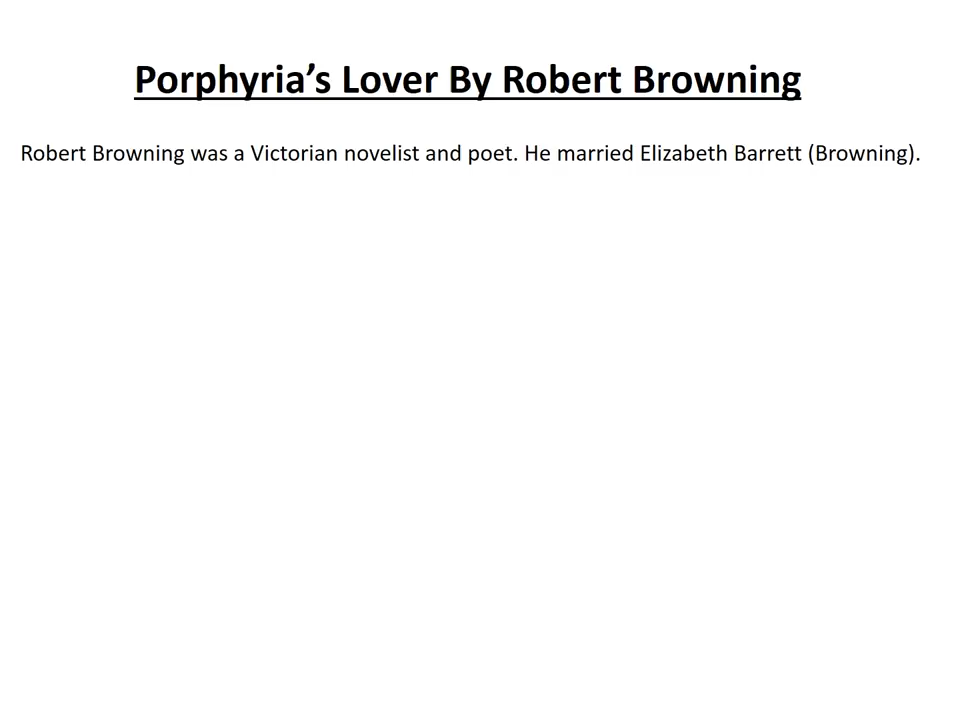 Porphyria’s Lover By Robert Browning
Robert Browning was a Victorian novelist and poet. He married Elizabeth Barrett (Browning).